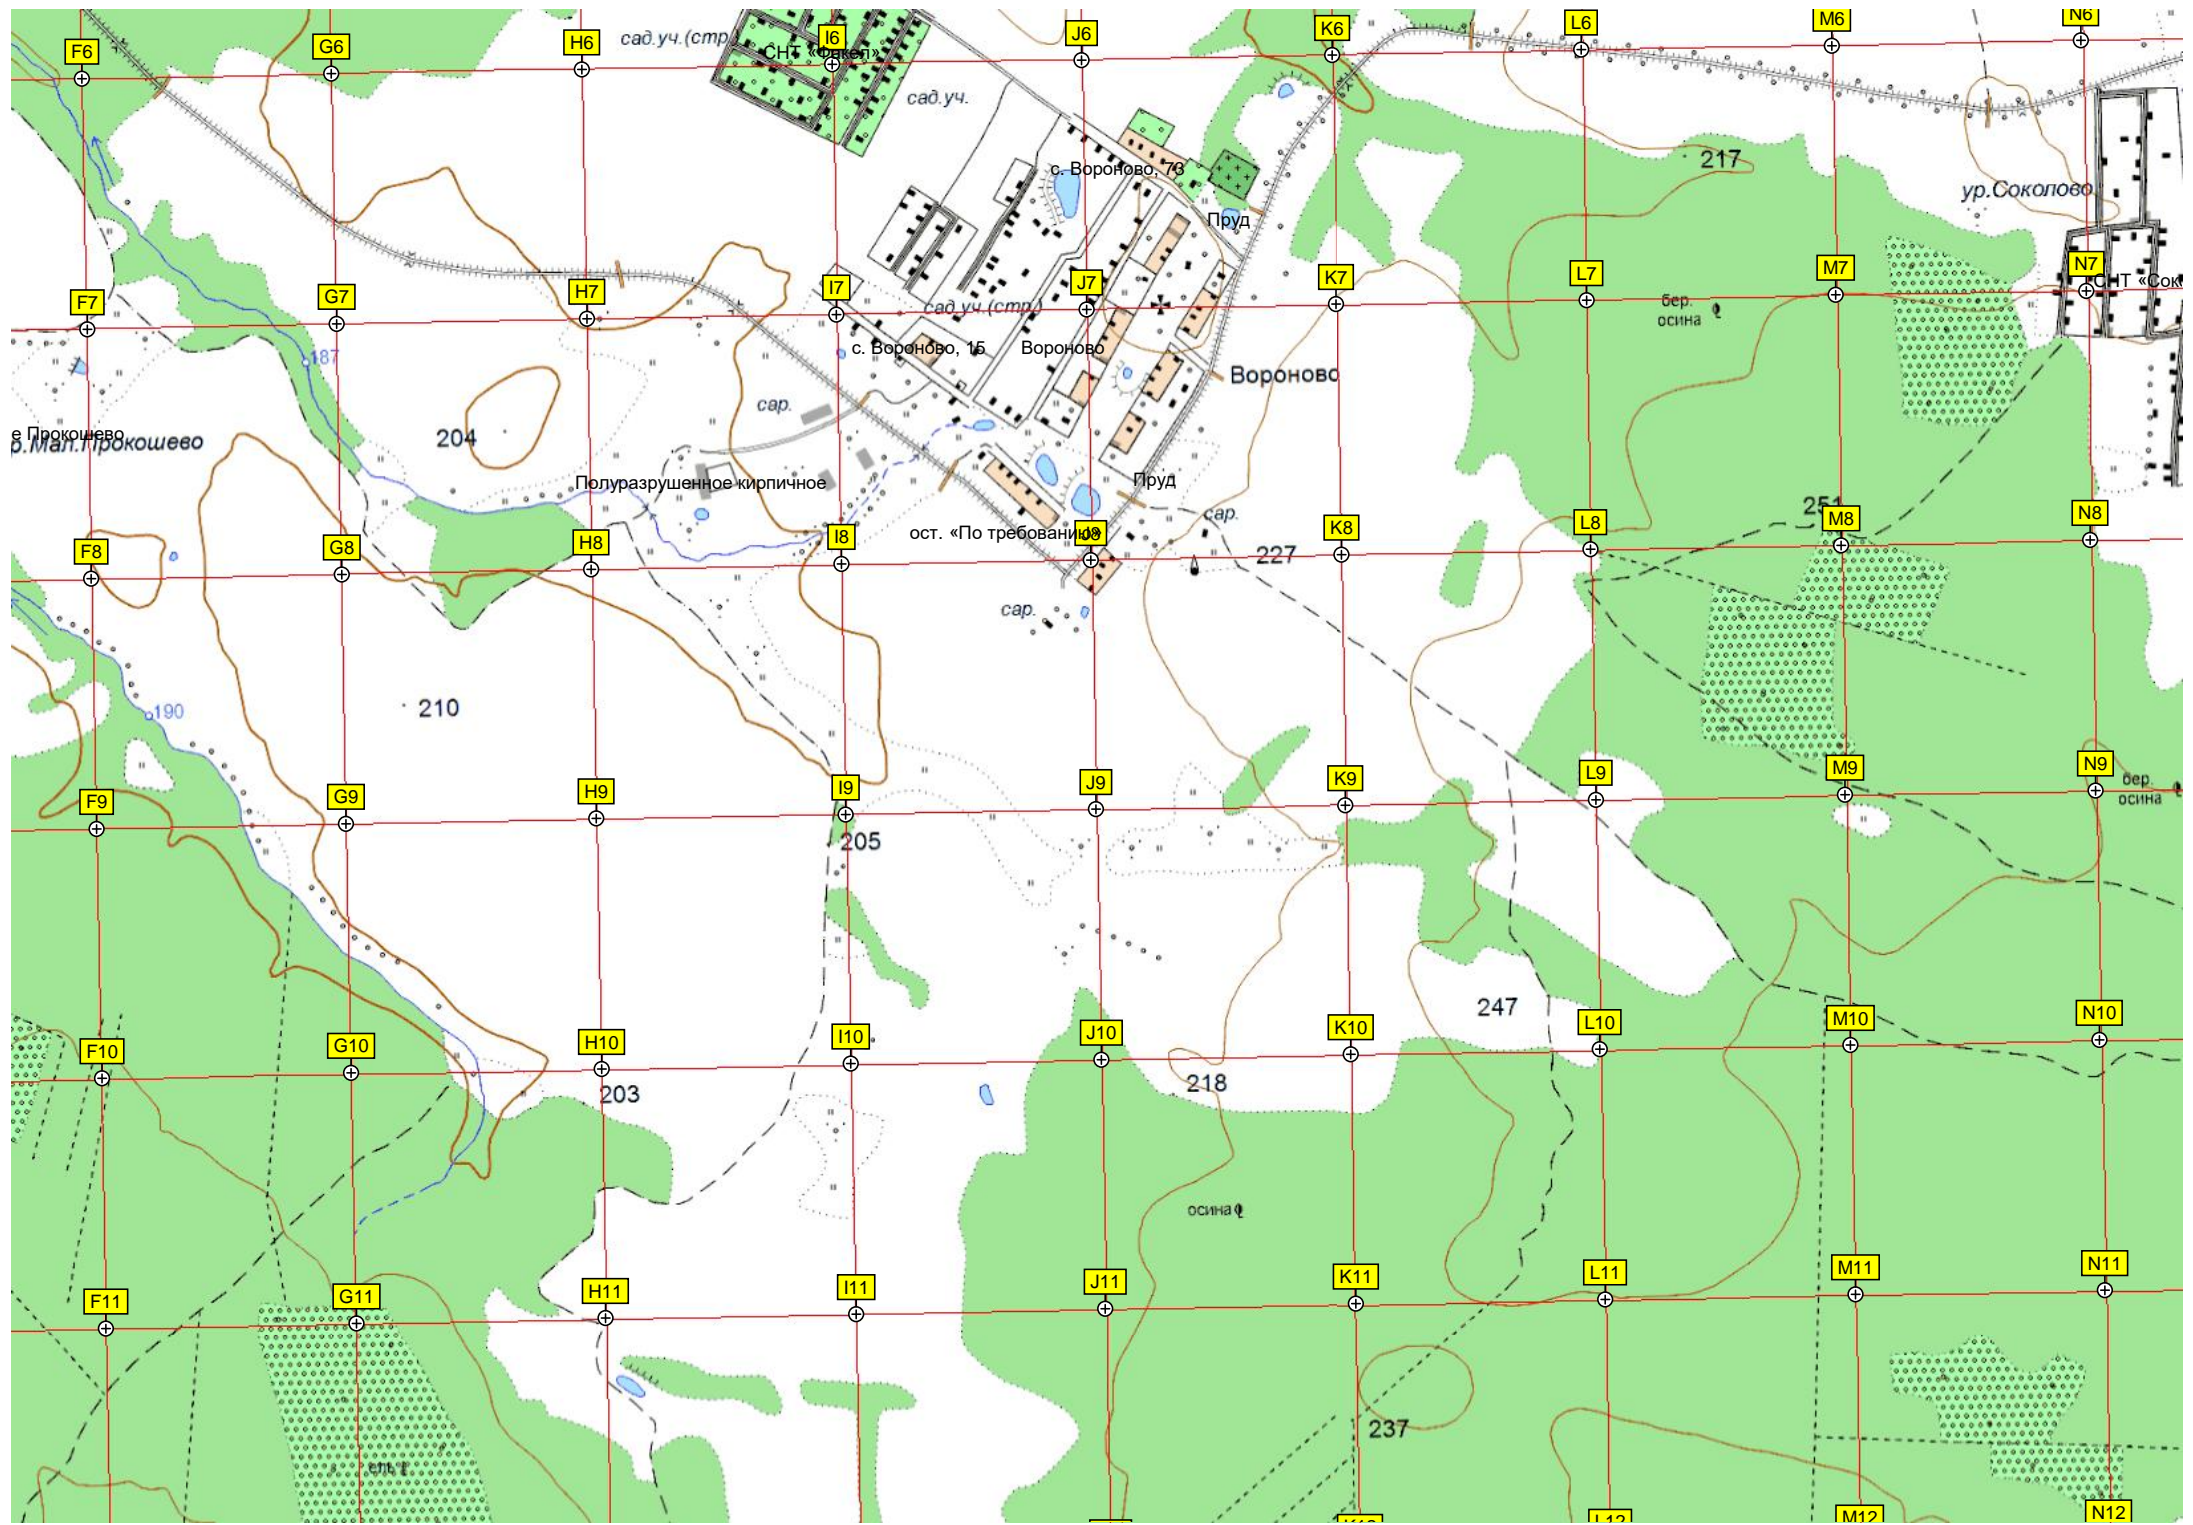 F6
G6
H6
сад.уч.(стр
I6
СНТ «Факел»
J6
K6
L6
M6
N6
сад.уч.
с. Вороново, 73
217
ур.Соколово
Пруд
F7
G7
H7
I7
сад.уч.(стр.)
J7
K7
L7
бер.
осина
M7
N7
СНТ «Сок
187
с. Вороново, 15
Вороново
Вороново
сар.
204
е Прокошево
р.Мал.Прокошево
Полуразрушенное кирпичное
Пруд
сар.
251
ост. «По требованию»
F8
G8
H8
I8
J8
227
K8
L8
M8
N8
сар.
210
190
F9
G9
H9
I9
J9
K9
L9
M9
N9
бер.
осина
205
247
F10
G10
H10
I10
J10
K10
L10
M10
N10
203
218
осина
F11
G11
H11
I11
J11
K11
L11
M11
N11
237
ель
K12
L12
M12
N12